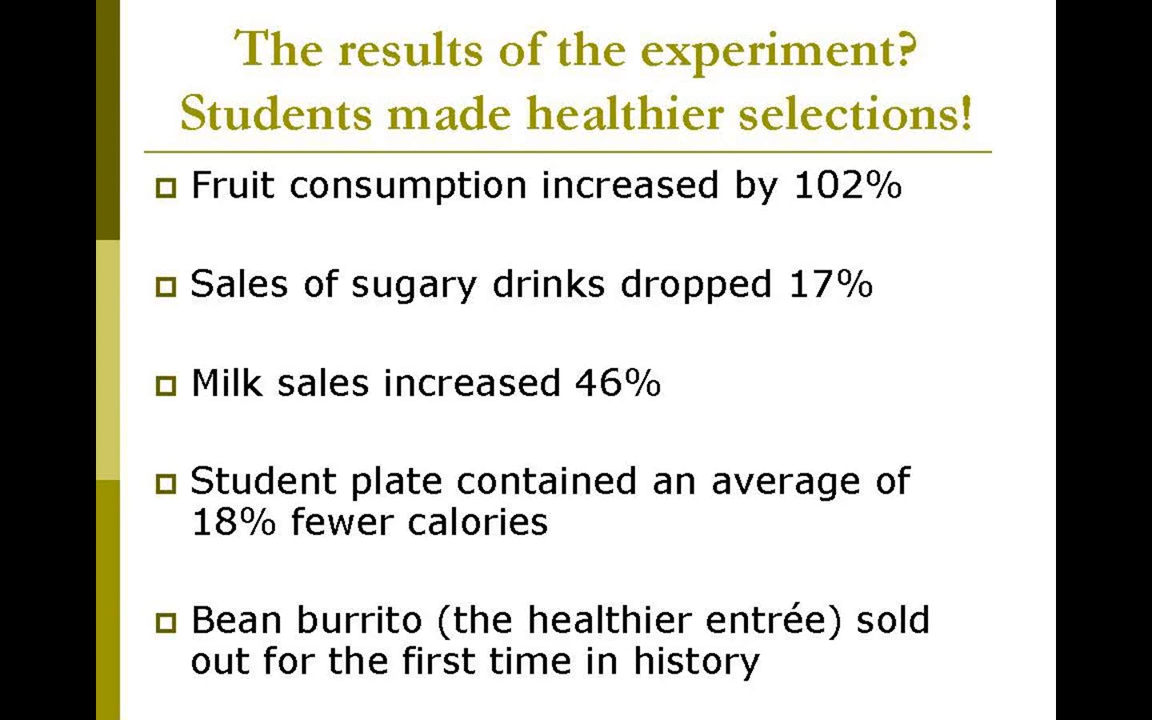 The results of the experiment?
Students made healthier selections!
Fruit consumption increased by 102%
Sales of sugary drinks dropped 17%
Milk sales increased 46%
Student plate contained an average of
18% fewer calories
Bean burrito (the healthier entrée) sold
out for the first time in history